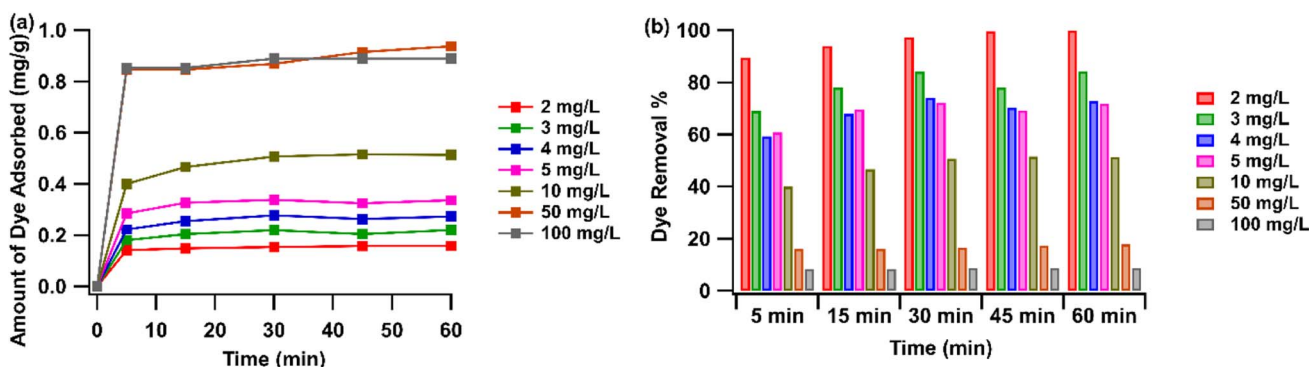 (a)
Amount of Dye Adsorbed (mg/g)
1.0
0.8
0.6
0.4
0.2
0.0
0 10 20 30 40 50 60
Time (min)
2 mg/L
3 mg/L
4 mg/L
5 mg/L
10 mg/L
50 mg/L
100 mg/L
(b)
Dye Removal %
100
80
60
40
20
0
5 min 15 min 30 min 45 min 60 min
Time (min)
2 mg/L
3 mg/L
4 mg/L
5 mg/L
10 mg/L
50 mg/L
100 mg/L